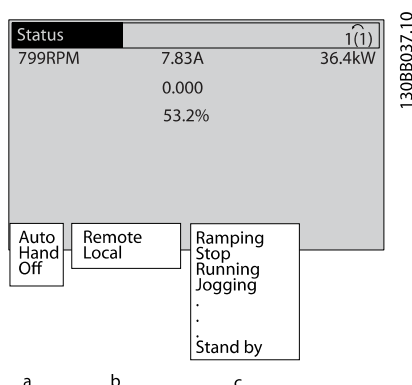 Status 1(1)
799RPM 7.83A 36.4kW
0.000
53.2%
Auto
Hand
Off
Remote
Local
Ramping
Stop
Running
Jogging
.
.
.
Stand by
a b c
130BB037.10